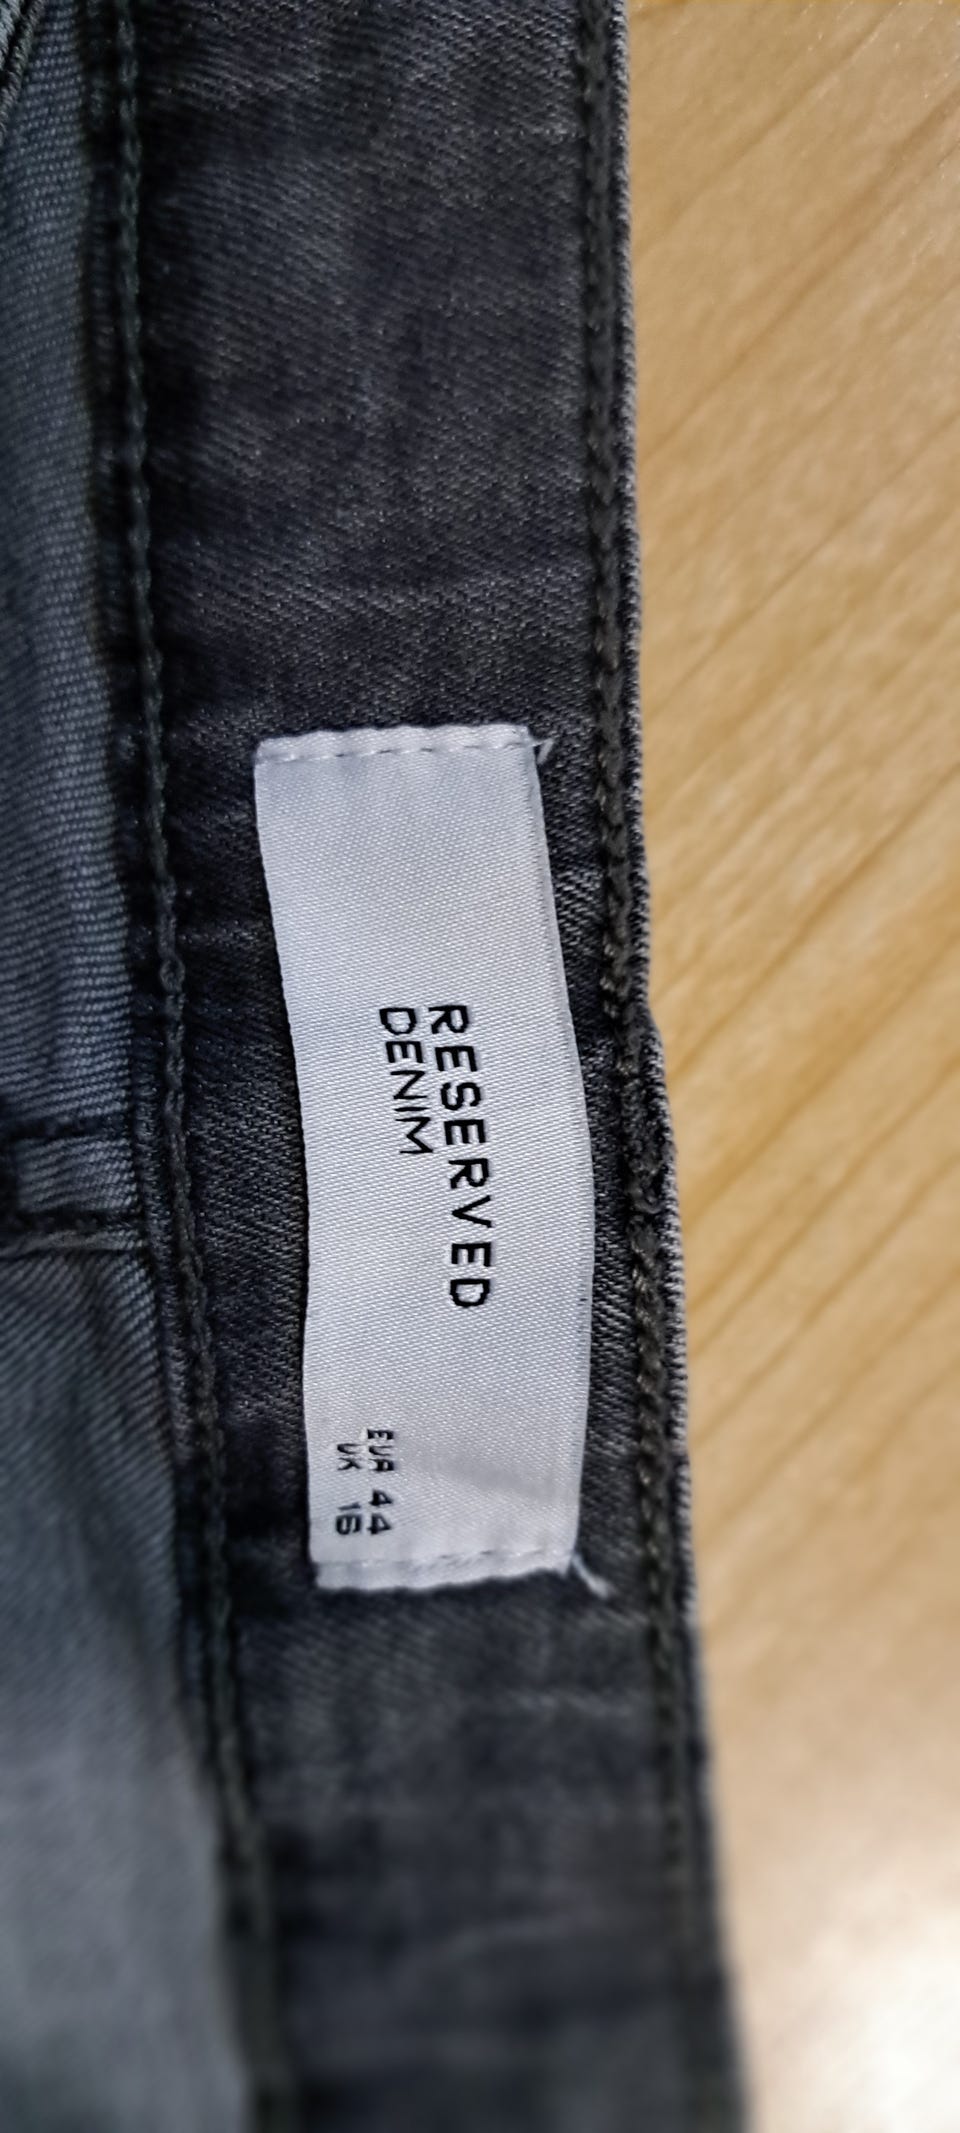 RESERVED
DENIM
EUR 44
UK 16